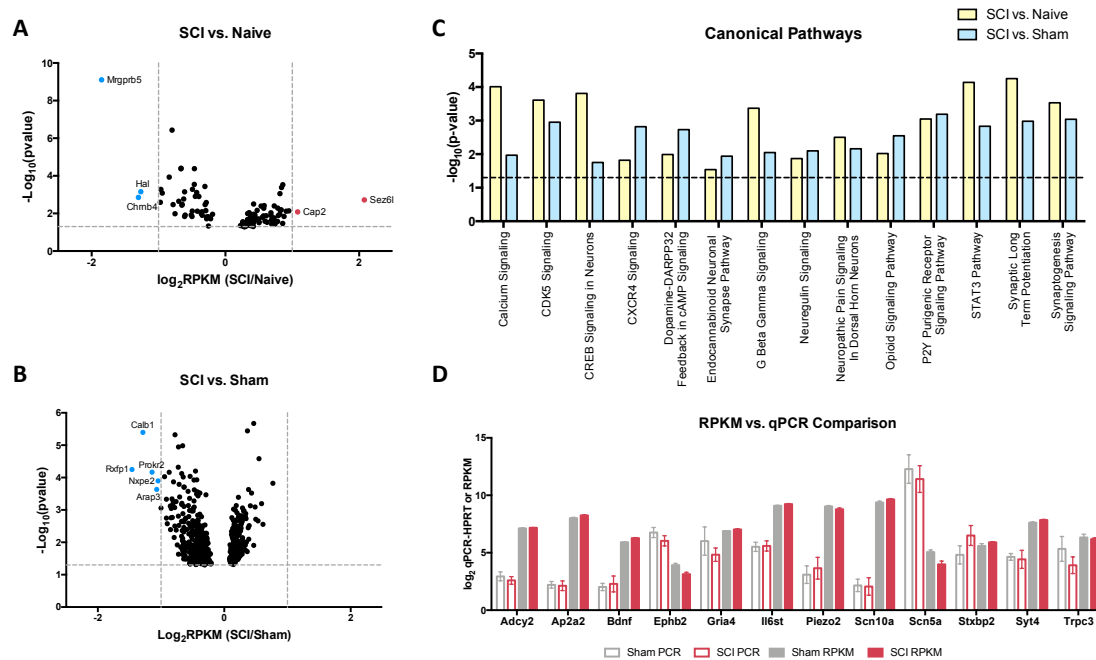 A
SCI vs. Naive
10
8
6
4
2
0
-2
0
2
-Log10(pvalue)
log2RPKM (SCI/Naive)
Mrgprb5
Hal
Chrnb4
Cap2
Sez6l
B
SCI vs. Sham
6
5
4
3
2
1
0
-2
0
2
-Log10(pvalue)
Log2RPKM (SCI/Sham)
Calb1
Rxfp1
Prokr2
Nxpe2
Arap3
C
Canonical Pathways
SCI vs. Naive
SCI vs. Sham
5
4
3
2
1
0
-log10(p-value)
Calcium Signaling
CDK5 Signaling
CREB Signaling in Neurons
CXCR4 Signaling
Dopamine-DARPP32
Feedback in cAMP Signaling
Endocannabinoid Neuronal
Synapse Pathway
G Beta Gamma Signaling
Neuregulin Signaling
Neuropathic Pain Signaling
In Dorsal Horn Neurons
Opioid Signaling Pathway
P2Y Purigenic Receptor
Signaling Pathway
STAT3 Pathway
Synaptic Long
Term Potentiation
Synaptogenesis
Signaling Pathway
D
RPKM vs. qPCR Comparison
15
10
5
0
log2 qPCR-HPRT or RPKM
Adcy2 Ap2a2 Bdnf Ephb2 Gria4 Il6st Piezo2 Scn10a Scn5a Stxbp2 Syt4 Trpc3
Sham PCR SCI PCR Sham RPKM SCI RPKM